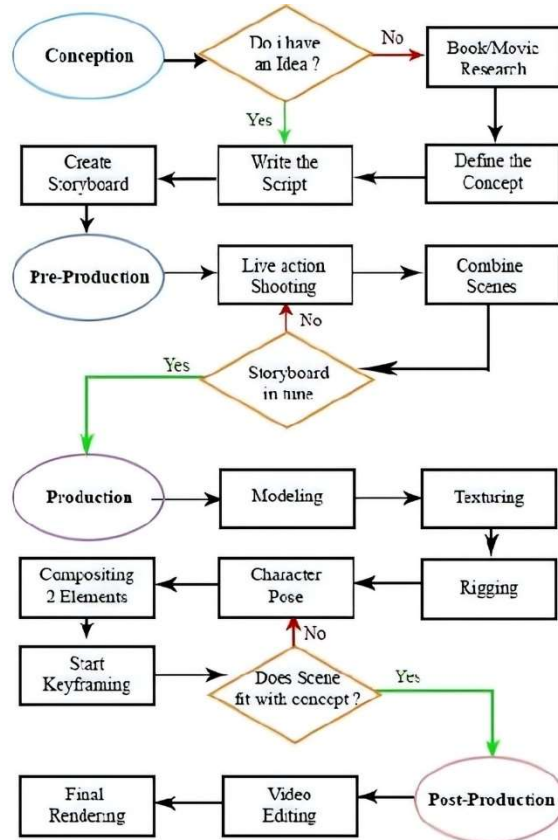 Conception
Do i have
an Idea ?
No
Book/Movie
Research
Yes
Create
Storyboard
Write the
Script
Define the
Concept
Pre-Production
Live action
Shooting
Combine
Scenes
No
Yes
Storyboard
in tune
Production
Modeling
Texturing
Compositing
2 Elements
Character
Pose
Rigging
No
Start
Keyframing
Does Scene
fit with concept ?
Yes
Final
Rendering
Video
Editing
Post-Production